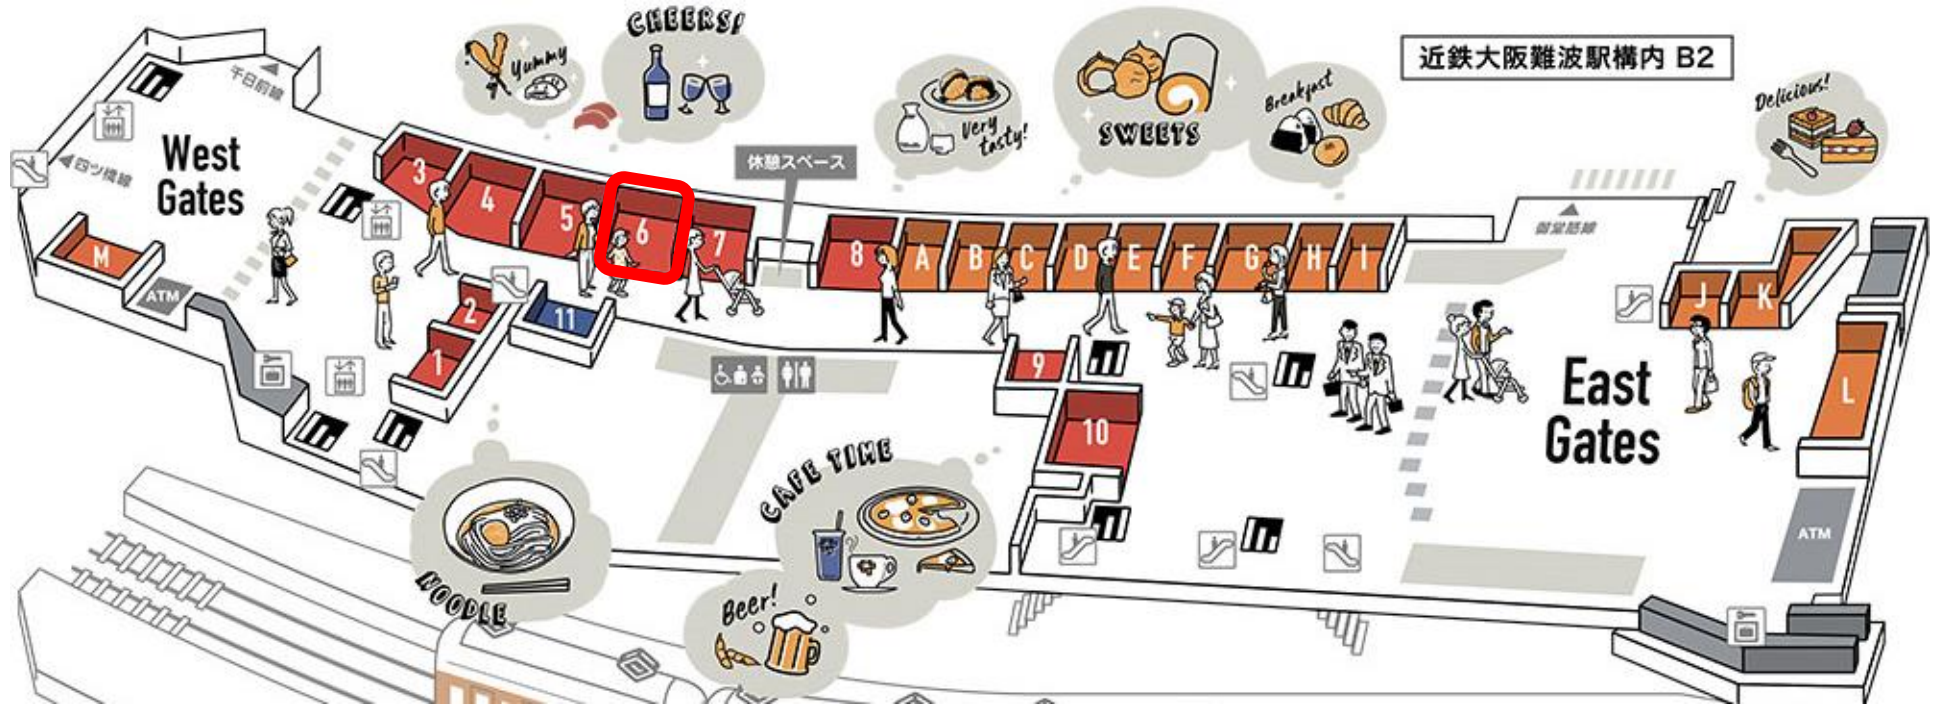 CHEERS!
Yummy
近鉄大阪難波駅構内 B2
千日前線
Very
tasty!
SWEETS
Breakfast
Delicious!
West
Gates
四ツ橋線
休憩スペース
御堂筋線
3
4
5
6
7
8
A
B
C
D
E
F
G
H
I
J
K
L
M
ATM
2
1
11
9
10
East
Gates
CAFE TIME
NOODLE
Beer!
ATM